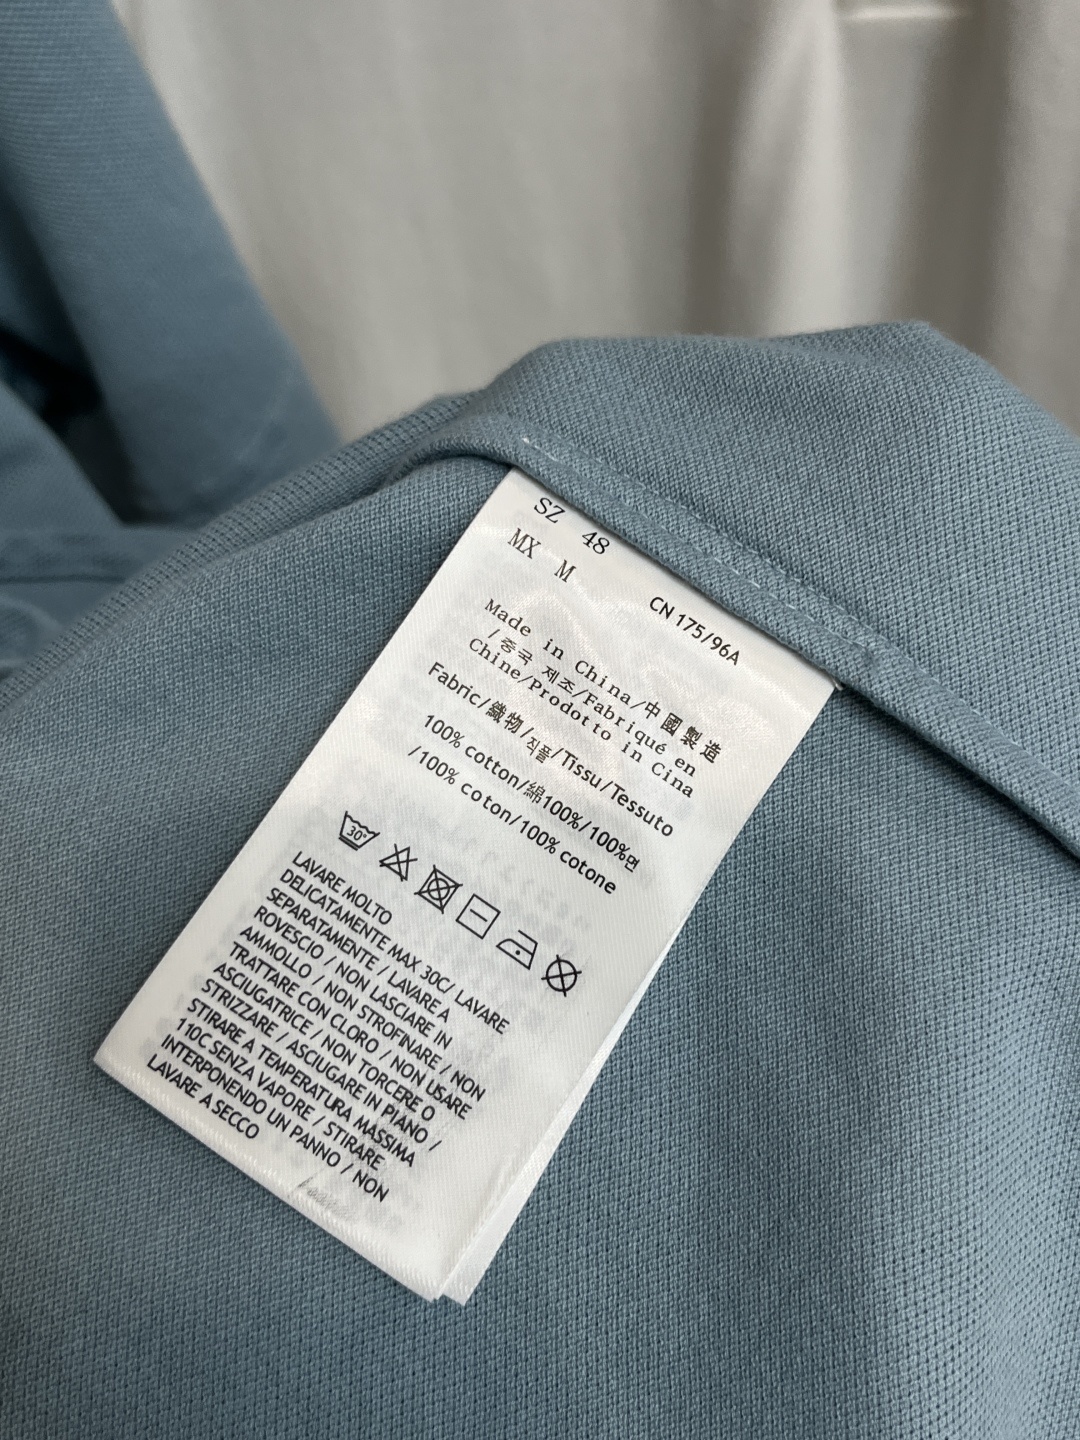 SZ 48
MX M
CN 175/96A
Made in China/中國製造
/중국 제조/Fabriqué en
Chine/Prodotto in Cina
Fabric/織物/직물/Tissu/Tessuto
100% cotton/綿100%/100%면
/100% coton/100% cotone
30°
LAVARE MOLTO
DELICATAMENTE MAX 30C/ LAVARE
SEPARATAMENTE / LAVARE A
ROVESCIO / NON LASCIARE IN
AMMOLLO / NON STROFINARE / NON
TRATTARE CON CLORO / NON USARE
ASCIUGATRICE / NON TORCERE O
STRIZZARE / ASCIUGARE IN PIANO /
STIRARE A TEMPERATURA MASSIMA
110C SENZA VAPORE / STIRARE
INTERPONENDO UN PANNO / NON
LAVARE A SECCO